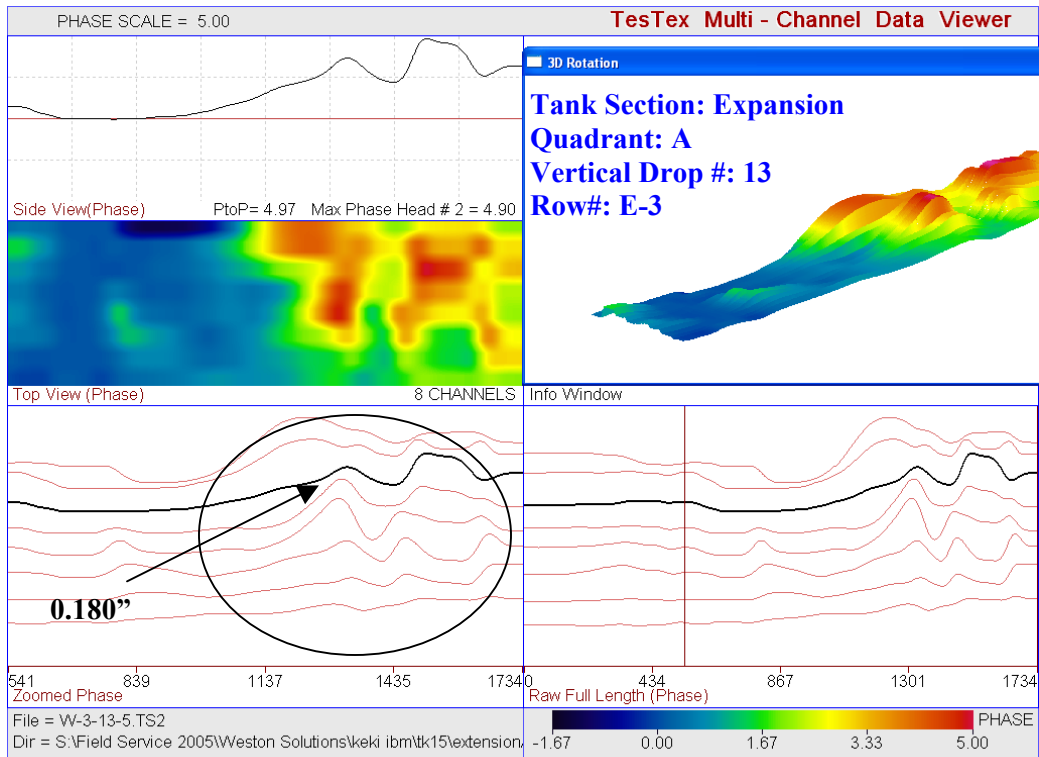 PHASE SCALE = 5.00
TesTex Multi - Channel Data Viewer
3D Rotation
Tank Section: Expansion
Quadrant: A
Vertical Drop #: 13
Row#: E-3
Side View(Phase) PtoP= 4.97 Max Phase Head # 2 = 4.90
Top View (Phase) 8 CHANNELS
Info Window
0.180”
541 839 1137 1435 1734
Zoomed Phase
0 434 867 1301 1734
Raw Full Length (Phase)
File = W-3-13-5.TS2
Dir = S:\Field Service 2005\Weston Solutions\keki ibm\tk15\extension
PHASE
-1.67 0.00 1.67 3.33 5.00